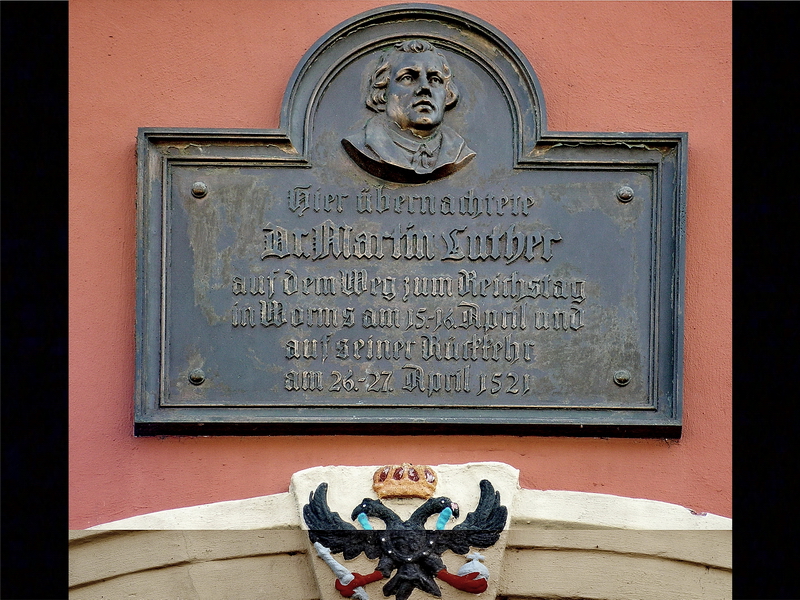 Hier übernachtete
Dr. Martin Luther
auf dem Weg zum Reichstag
in Worms am 15.-16. April und
auf seiner Rückkehr
am 26.-27. April 1521